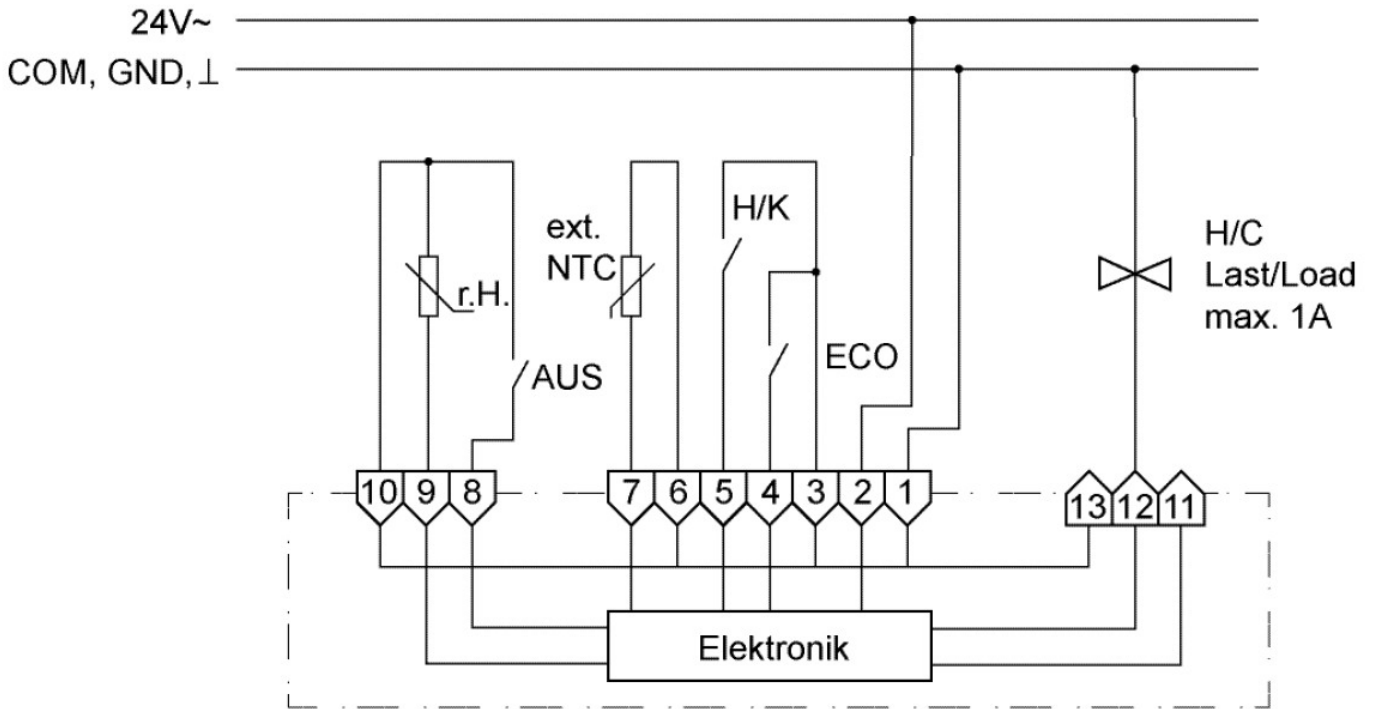 24V~
COM, GND, ⊥
H/K
ext.
NTC
r.H.
ECO
AUS
H/C
Last/Load
max. 1A
10 9 8 7 6 5 4 3 2 1 13 12 11
Elektronik